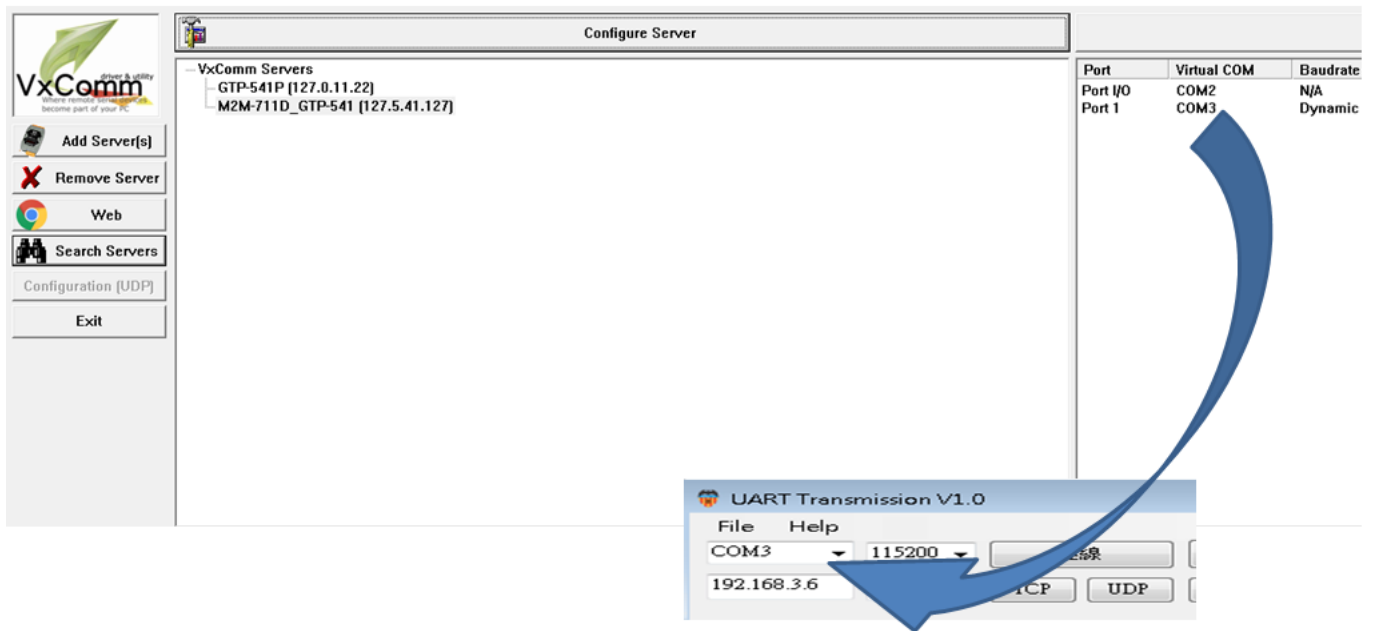 VxComm
driver & utility
Where remote serial devices
become part of your PC
Add Server(s)
Remove Server
Web
Search Servers
Configuration (UDP)
Exit
Configure Server
VxComm Servers
GTP-541P (127.0.11.22)
M2M-711D_GTP-541 (127.5.41.127)
Port Virtual COM Baudrate
Port I/O COM2 N/A
Port 1 COM3 Dynamic
UART Transmission V1.0
File Help
COM3 115200 線
192.168.3.6 TCP UDP